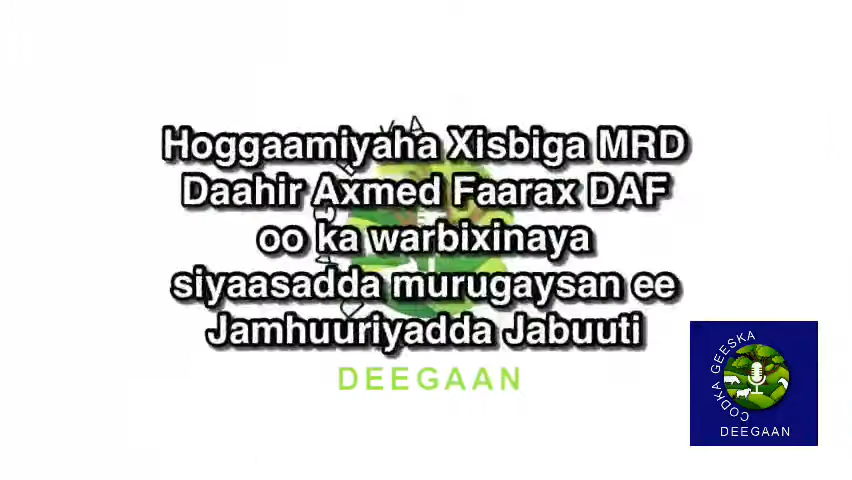 Hoggaamiyaha Xisbiga MRD
Daahir Axmed Faarax DAF
oo ka warbixinaya
siyaasadda murugaysan ee
Jamhuuriyadda Jabuuti
DEEGAAN
CODKA GEESKA
DEEGAAN